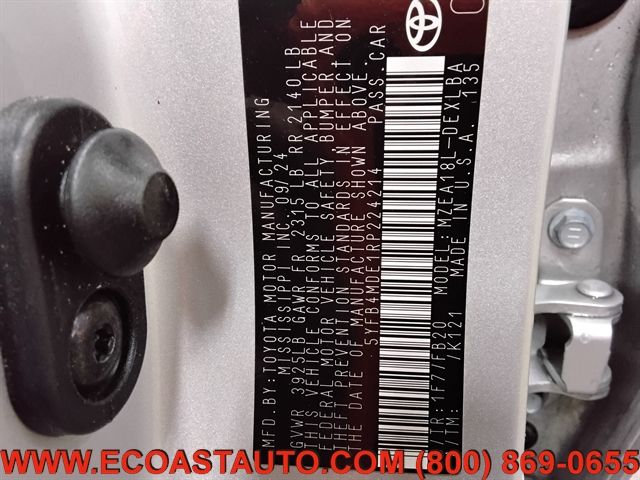 MFD.BY:TOYOTA MOTOR MANUFACTURING
MISSISSIPPI INC. 09/24
GVWR 3925LB GAWR FR 2315 LB RR 2140 LB
THIS VEHICLE CONFORMS TO ALL APPLICABLE
FEDERAL MOTOR VEHICLE SAFETY, BUMPER,AND
THEFT PREVENTION STANDARDS IN EFFECT ON
THE DATE OF MANUFACTURE SHOWN ABOVE.
5YFB4MDE1RP224214 PASS.CAR
C/TR: 1F7/FB20 MODEL: MZEA18L-DEXLBA
A/TM: /K121 MADE IN U.S.A. 135
TOYOTA
WWW.ECOASTAUTO.COM (800) 869-0655